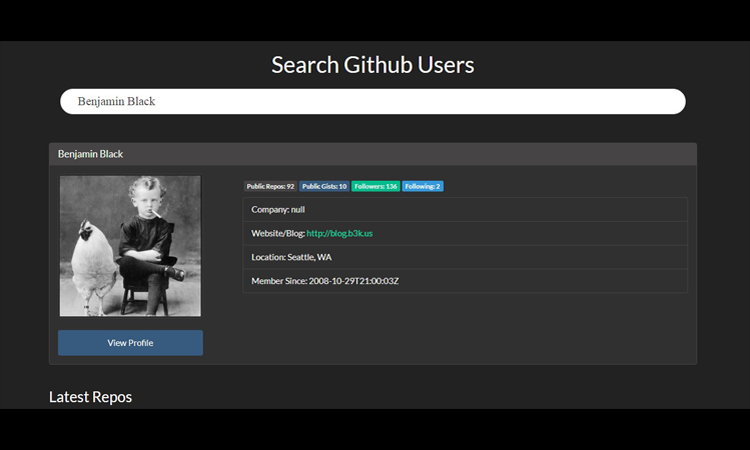 Search Github Users
Benjamin Black
Benjamin Black
Public Repos: 92 Public Gists: 10 Followers: 136 Following: 2
Company: null
Website/Blog: http://blog.b3k.us
Location: Seattle, WA
Member Since: 2008-10-29T21:00:03Z
View Profile
Latest Repos